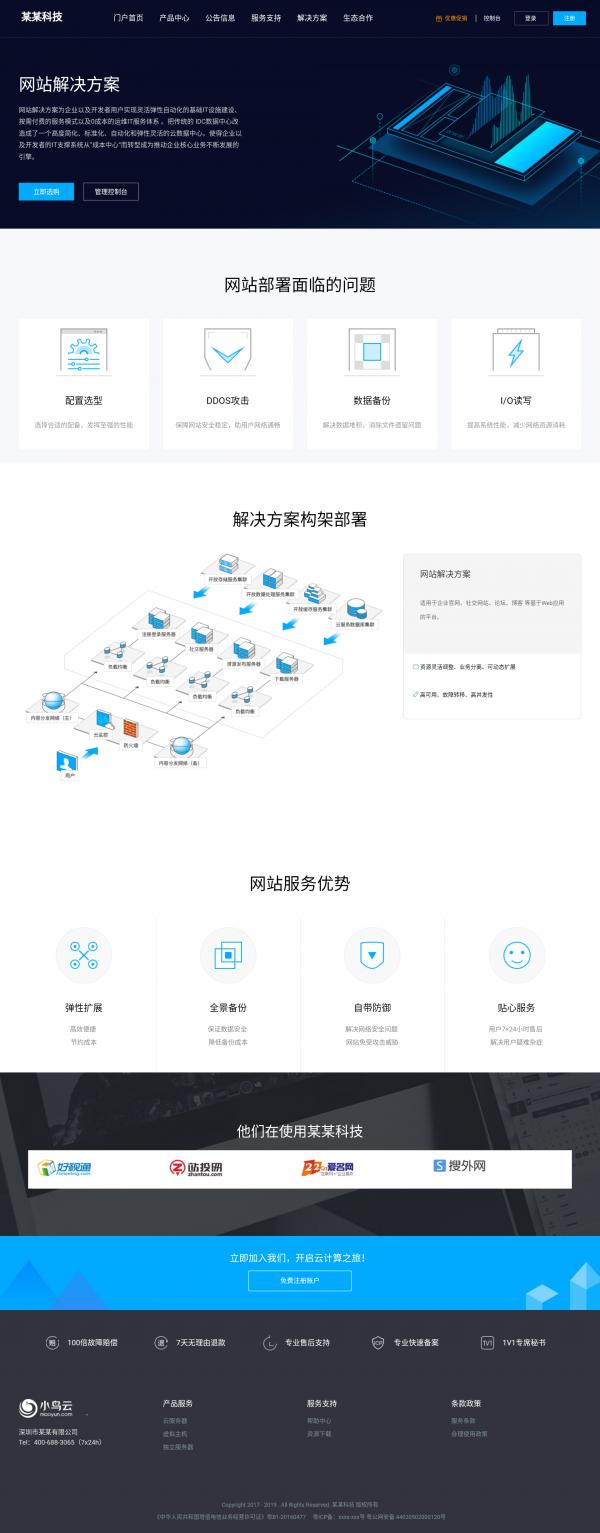 某某科技
门户首页 产品中心 公告信息 服务支持 解决方案 生态合作
优惠促销 | 控制台 登录 注册
网站解决方案
网站解决方案为企业以及开发者用户实现灵活弹性自动化的基础IT设施建设、
按需付费的服务模式以及0成本的运维IT服务体系 。把传统的 IDC数据中心改
造成了一个高度简化、标准化、自动化和弹性灵活的云数据中心。使得企业以
及开发者的IT支撑系统从"成本中心"而转型成为推动企业核心业务不断发展的
引擎。
立即选购 管理控制台
网站部署面临的问题
配置选型 DDOS攻击 数据备份 I/O读写
选择合适的配备，发挥至强的性能 保障网站安全稳定，助用户网络通畅 解决数据堆积，消除文件遗留问题 提高系统性能，减少网络资源消耗
解决方案构架部署
开放存储服务集群
开放数据处理服务集群
开放缓存服务集群
云服务数据库集群
注册登录服务器
社交服务器
资源发布服务器
下载服务器
负载均衡
负载均衡
负载均衡
负载均衡
内容分发网络（主）
云监控
防火墙
内容分发网络（备）
用户
网站解决方案
适用于企业官网、社交网站、论坛、博客 等基于Web应用
的平台。
资源灵活调整、业务分离、可动态扩展
高可用、故障转移、高并发性
网站服务优势
弹性扩展 全景备份 自带防御 贴心服务
高效便捷 保证数据安全 解决网络安全问题 用户7×24小时售后
节约成本 降低备份成本 网站免受攻击威胁 解决用户疑难杂症
他们在使用某某科技
好视通 站投研 爱名网 搜外网
zhantou.com
立即加入我们，开启云计算之旅！
免费注册账户
赔 100倍故障赔偿 退 7天无理由退款 专业售后支持 ICP 专业快速备案 1V1 1V1专席秘书
小鸟云
niaoyun.com
深圳市某某有限公司
Tel：400-688-3065（7x24h）
产品服务 服务支持 条款政策
云服务器 帮助中心 服务条款
虚拟主机 资源下载 合理使用政策
独立服务器
Copyright 2017 - 2019 . All Rights Reserved. 某某科技 版权所有
《中华人民共和国增值电信业务经营许可证》粤B1-20160477 粤ICP备：xxxx-xxx号 粤公网安备 44030502000120号